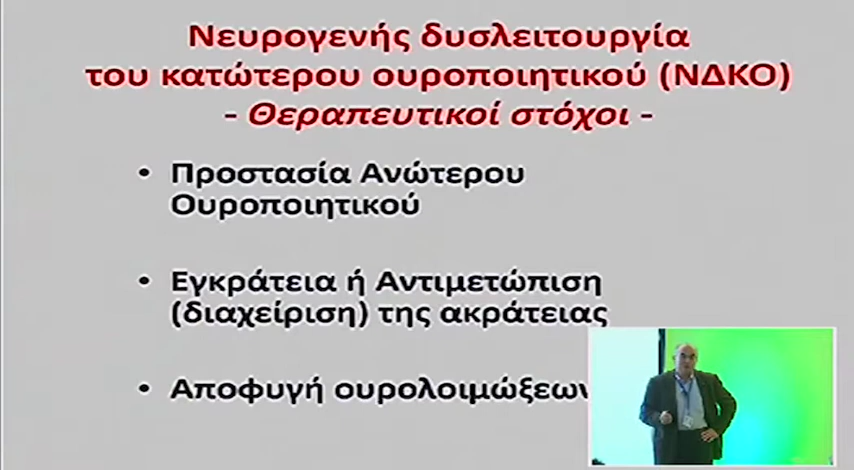 Νευρογενής δυσλειτουργία
του κατώτερου ουροποιητικού (ΝΔΚΟ)
- Θεραπευτικοί στόχοι -
• Προστασία Ανώτερου
Ουροποιητικού
• Εγκράτεια ή Αντιμετώπιση
(διαχείριση) της ακράτειας
• Αποφυγή ουρολοιμώξεων